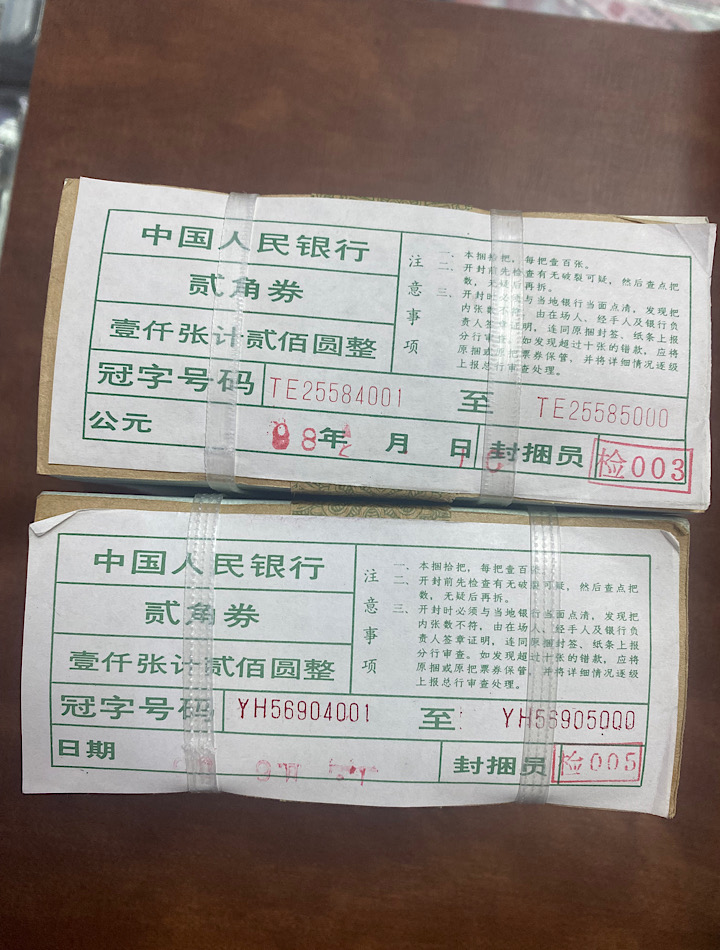 中国人民银行
贰角券
壹仟张计贰佰圆整
冠字号码 TE25584001 至 TE25585000
公元 88年 月 日 封捆员 检003
注意事项
一、本捆拾把，每把壹百张。
二、开封前先检查有无破裂可疑，然后查点把
数，无疑后再拆。
三、开封时必须与当地银行当面点清，发现把
内张数不符，由在场人、经手人及银行负
责人签章证明，连同原捆封签、纸条上报
分行审查。如发现超过十张的错款，应将
原捆或原把票券保管，并将详细情况逐级
上报总行审查处理。
中国人民银行
贰角券
壹仟张计贰佰圆整
冠字号码 YH56904001 至 YH56905000
日期 封捆员 检005
注意事项
一、本捆拾把，每把壹百张。
二、开封前先检查有无破裂可疑，然后查点把
数，无疑后再拆。
三、开封时必须与当地银行当面点清，发现把
内张数不符，由在场人、经手人及银行负
责人签章证明，连同原捆封签、纸条上报
分行审查。如发现超过十张的错款，应将
原捆或原把票券保管，并将详细情况逐级
上报总行审查处理。